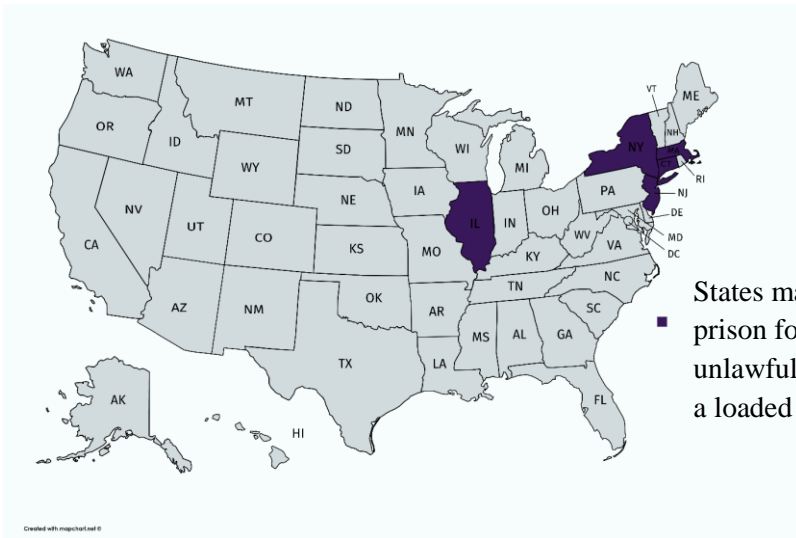 WA
MT
ND
MN
OR
ID
SD
WI
MI
VT
ME
NH
NY
MA
CT
RI
WY
IA
NE
PA
NJ
NV
UT
CO
IL
IN
OH
DE
MD
DC
CA
KS
MO
WV
VA
KY
AZ
NM
OK
AR
TN
NC
SC
MS
AL
GA
TX
LA
FL
AK
HI
States ma
prison fo
unlawful
a loaded
Created with mapchart.net ©